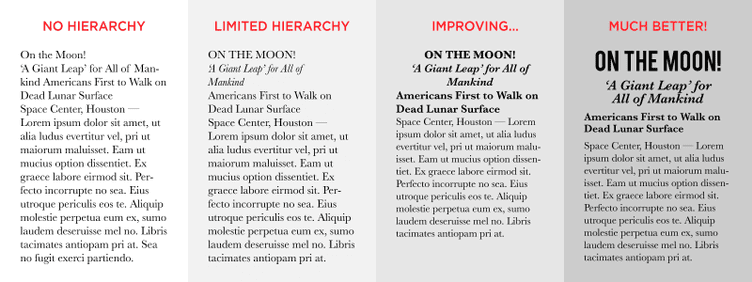 NO HIERARCHY
On the Moon!
‘A Giant Leap’ for All of Man-
kind Americans First to Walk on
Dead Lunar Surface
Space Center, Houston —
Lorem ipsum dolor sit amet, ut
alia ludus evertitur vel, pri ut
maiorum maluisset. Eam ut
mucius option dissentiet. Ex
graece labore eirmod sit. Per-
fecto incorrupte no sea. Eius
utroque periculis eos te. Aliquip
molestie perpetua eum ex, sumo
laudem deseruisse mel no. Libris
tacimates antiopam pri at. Sea
no fugit exerci partiendo.
LIMITED HIERARCHY
ON THE MOON!
‘A Giant Leap’ for All of
Mankind
Americans First to Walk on
Dead Lunar Surface
Space Center, Houston —
Lorem ipsum dolor sit amet, ut
alia ludus evertitur vel, pri ut
maiorum maluisset. Eam ut
mucius option dissentiet. Ex
graece labore eirmod sit. Per-
fecto incorrupte no sea. Eius
utroque periculis eos te. Aliquip
molestie perpetua eum ex, sumo
laudem deseruisse mel no. Libris
tacimates antiopam pri at.
IMPROVING...
ON THE MOON!
‘A Giant Leap’ for All of
Mankind
Americans First to Walk on
Dead Lunar Surface
Space Center, Houston — Lorem
ipsum dolor sit amet, ut alia ludus
evertitur vel, pri ut maiorum malu-
isset. Eam ut mucius option dissen-
tiet. Ex graece labore eirmod sit.
Perfecto incorrupte no sea. Eius
utroque periculis eos te. Aliquip
molestie perpetua eum ex, sumo
laudem deseruisse mel no. Libris
tacimates antiopam pri at.
MUCH BETTER!
ON THE MOON!
‘A Giant Leap’ for
All of Mankind
Americans First to Walk on
Dead Lunar Surface
Space Center, Houston — Lorem
ipsum dolor sit amet, ut alia ludus
evertitur vel, pri ut maiorum malu-
isset. Eam ut mucius option dissen-
tiet. Ex graece labore eirmod sit.
Perfecto incorrupte no sea. Eius
utroque periculis eos te. Aliquip
molestie perpetua eum ex, sumo
laudem deseruisse mel no. Libris
tacimates antiopam pri at.